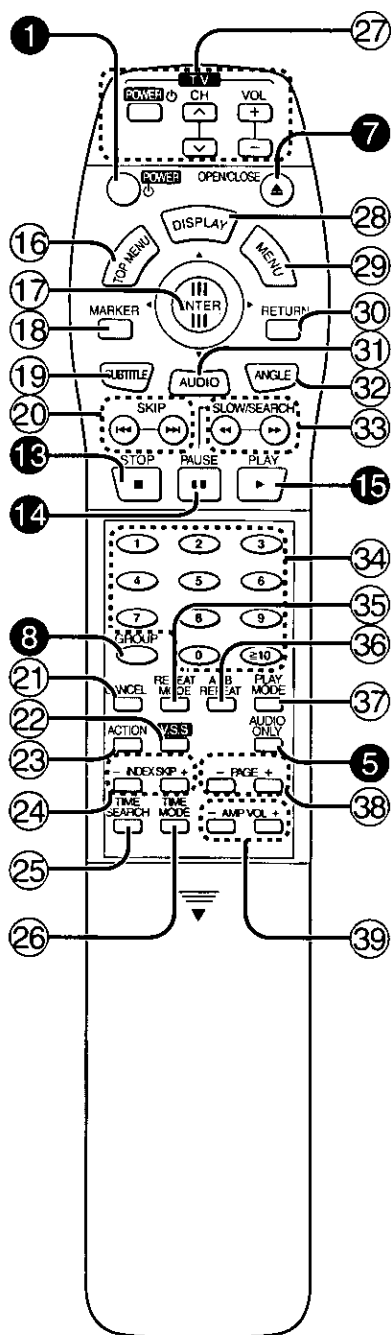 27
1
TV
POWER CH VOL
+
−
7
POWER OPEN/CLOSE
28
DISPLAY
16
TOP MENU
MENU
29
17
ENTER
18
MARKER
RETURN
30
31
19
SUBTITLE
AUDIO
ANGLE
32
20
SKIP
SLOW/SEARCH
33
13
STOP PAUSE PLAY
14
15
1 2 3
34
4 5 6
7 8 9
35
8
GROUP
0 ≥10
36
21
CANCEL
REPEAT MODE
A-B REPEAT
PLAY MODE
37
22
ACTION
V.S.S
AUDIO ONLY
5
23
− INDEX SKIP +
− PAGE +
38
24
TIME SEARCH
TIME MODE
− AMP VOL +
25
26
39